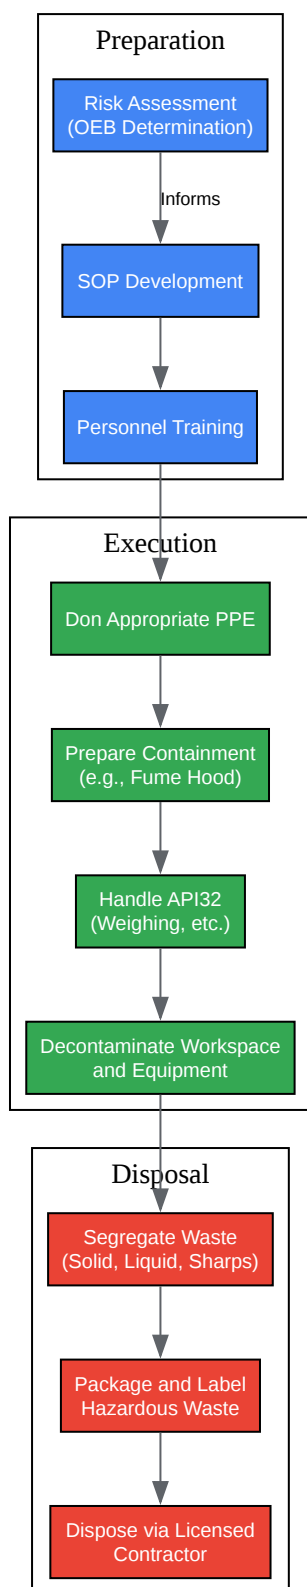 Preparation
Risk Assessment
(OEB Determination)
Informs
SOP Development
Personnel Training
Execution
Don Appropriate PPE
Prepare Containment
(e.g., Fume Hood)
Handle API32
(Weighing, etc.)
Decontaminate Workspace
and Equipment
Disposal
Segregate Waste
(Solid, Liquid, Sharps)
Package and Label
Hazardous Waste
Dispose via Licensed
Contractor